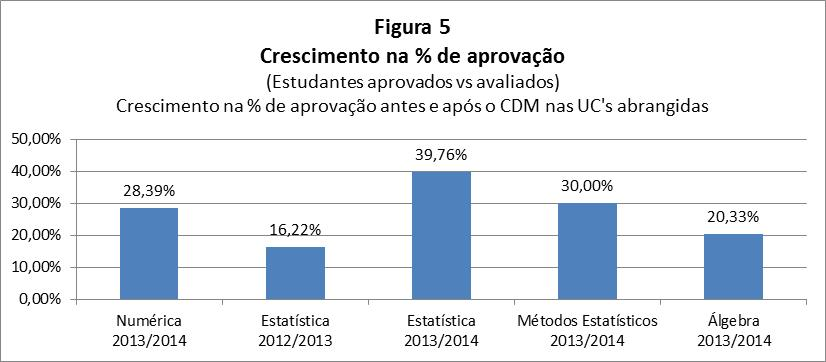 Figura 5
Crescimento na % de aprovação
(Estudantes aprovados vs avaliados)
Crescimento na % de aprovação antes e após o CDM nas UC's abrangidas
50,00%
40,00%
30,00%
20,00%
10,00%
0,00%
28,39%
16,22%
39,76%
30,00%
20,33%
Numérica
2013/2014
Estatística
2012/2013
Estatística
2013/2014
Métodos Estatísticos
2013/2014
Álgebra
2013/2014